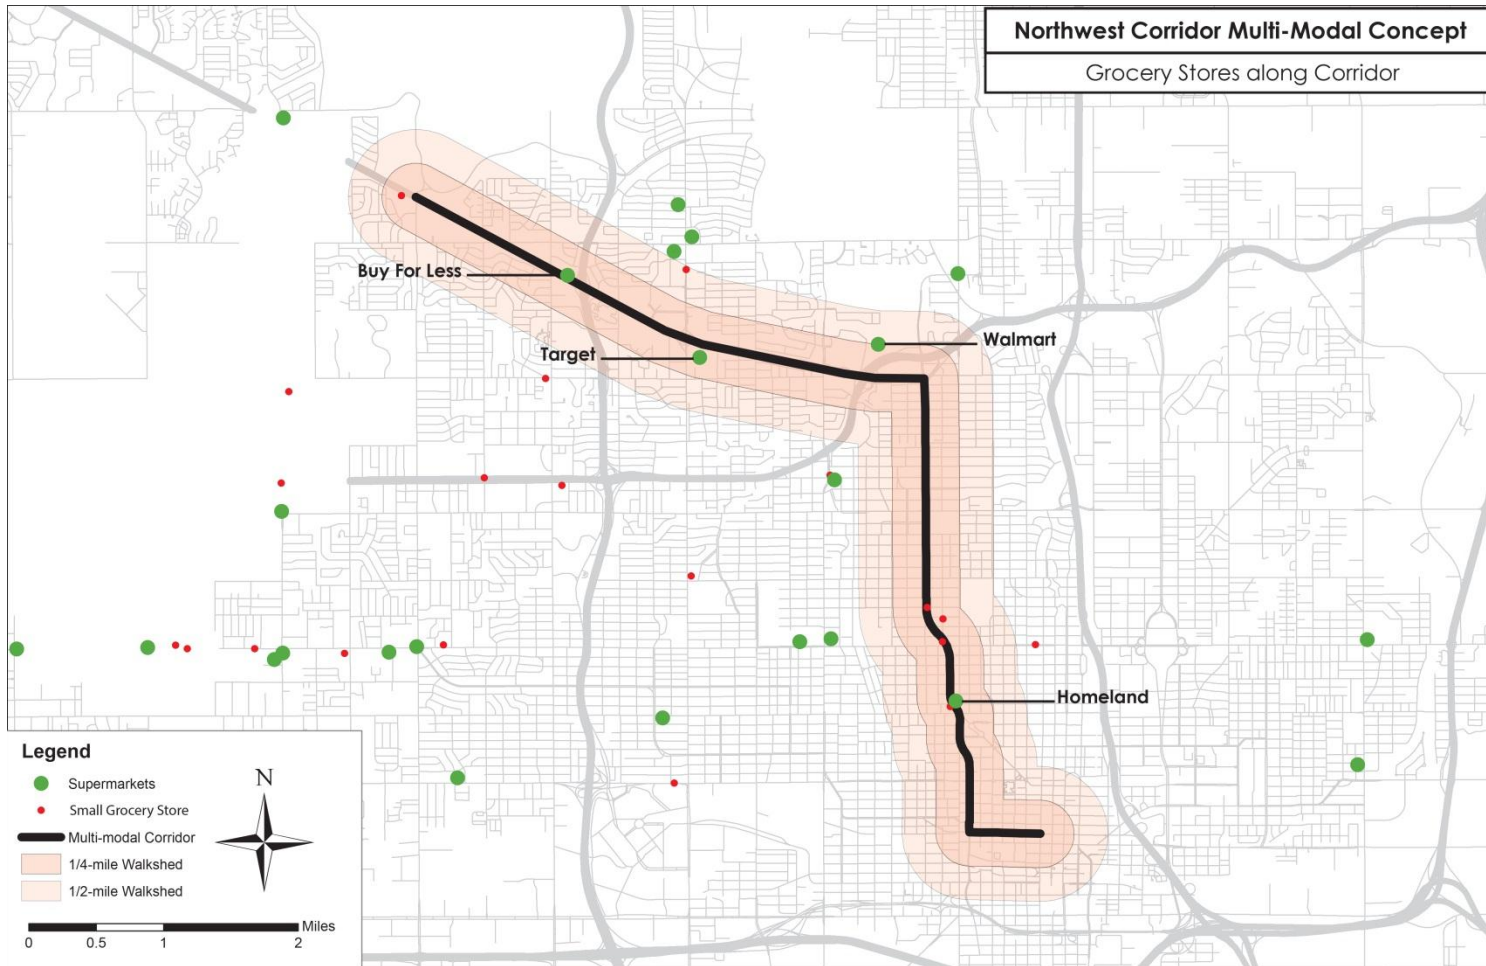 Northwest Corridor Multi-Modal Concept
Grocery Stores along Corridor
Buy For Less
Target
Walmart
Homeland
Legend
Supermarkets
Small Grocery Store
Multi-modal Corridor
1/4-mile Walkshed
1/2-mile Walkshed
N
Miles
0 0.5 1 2